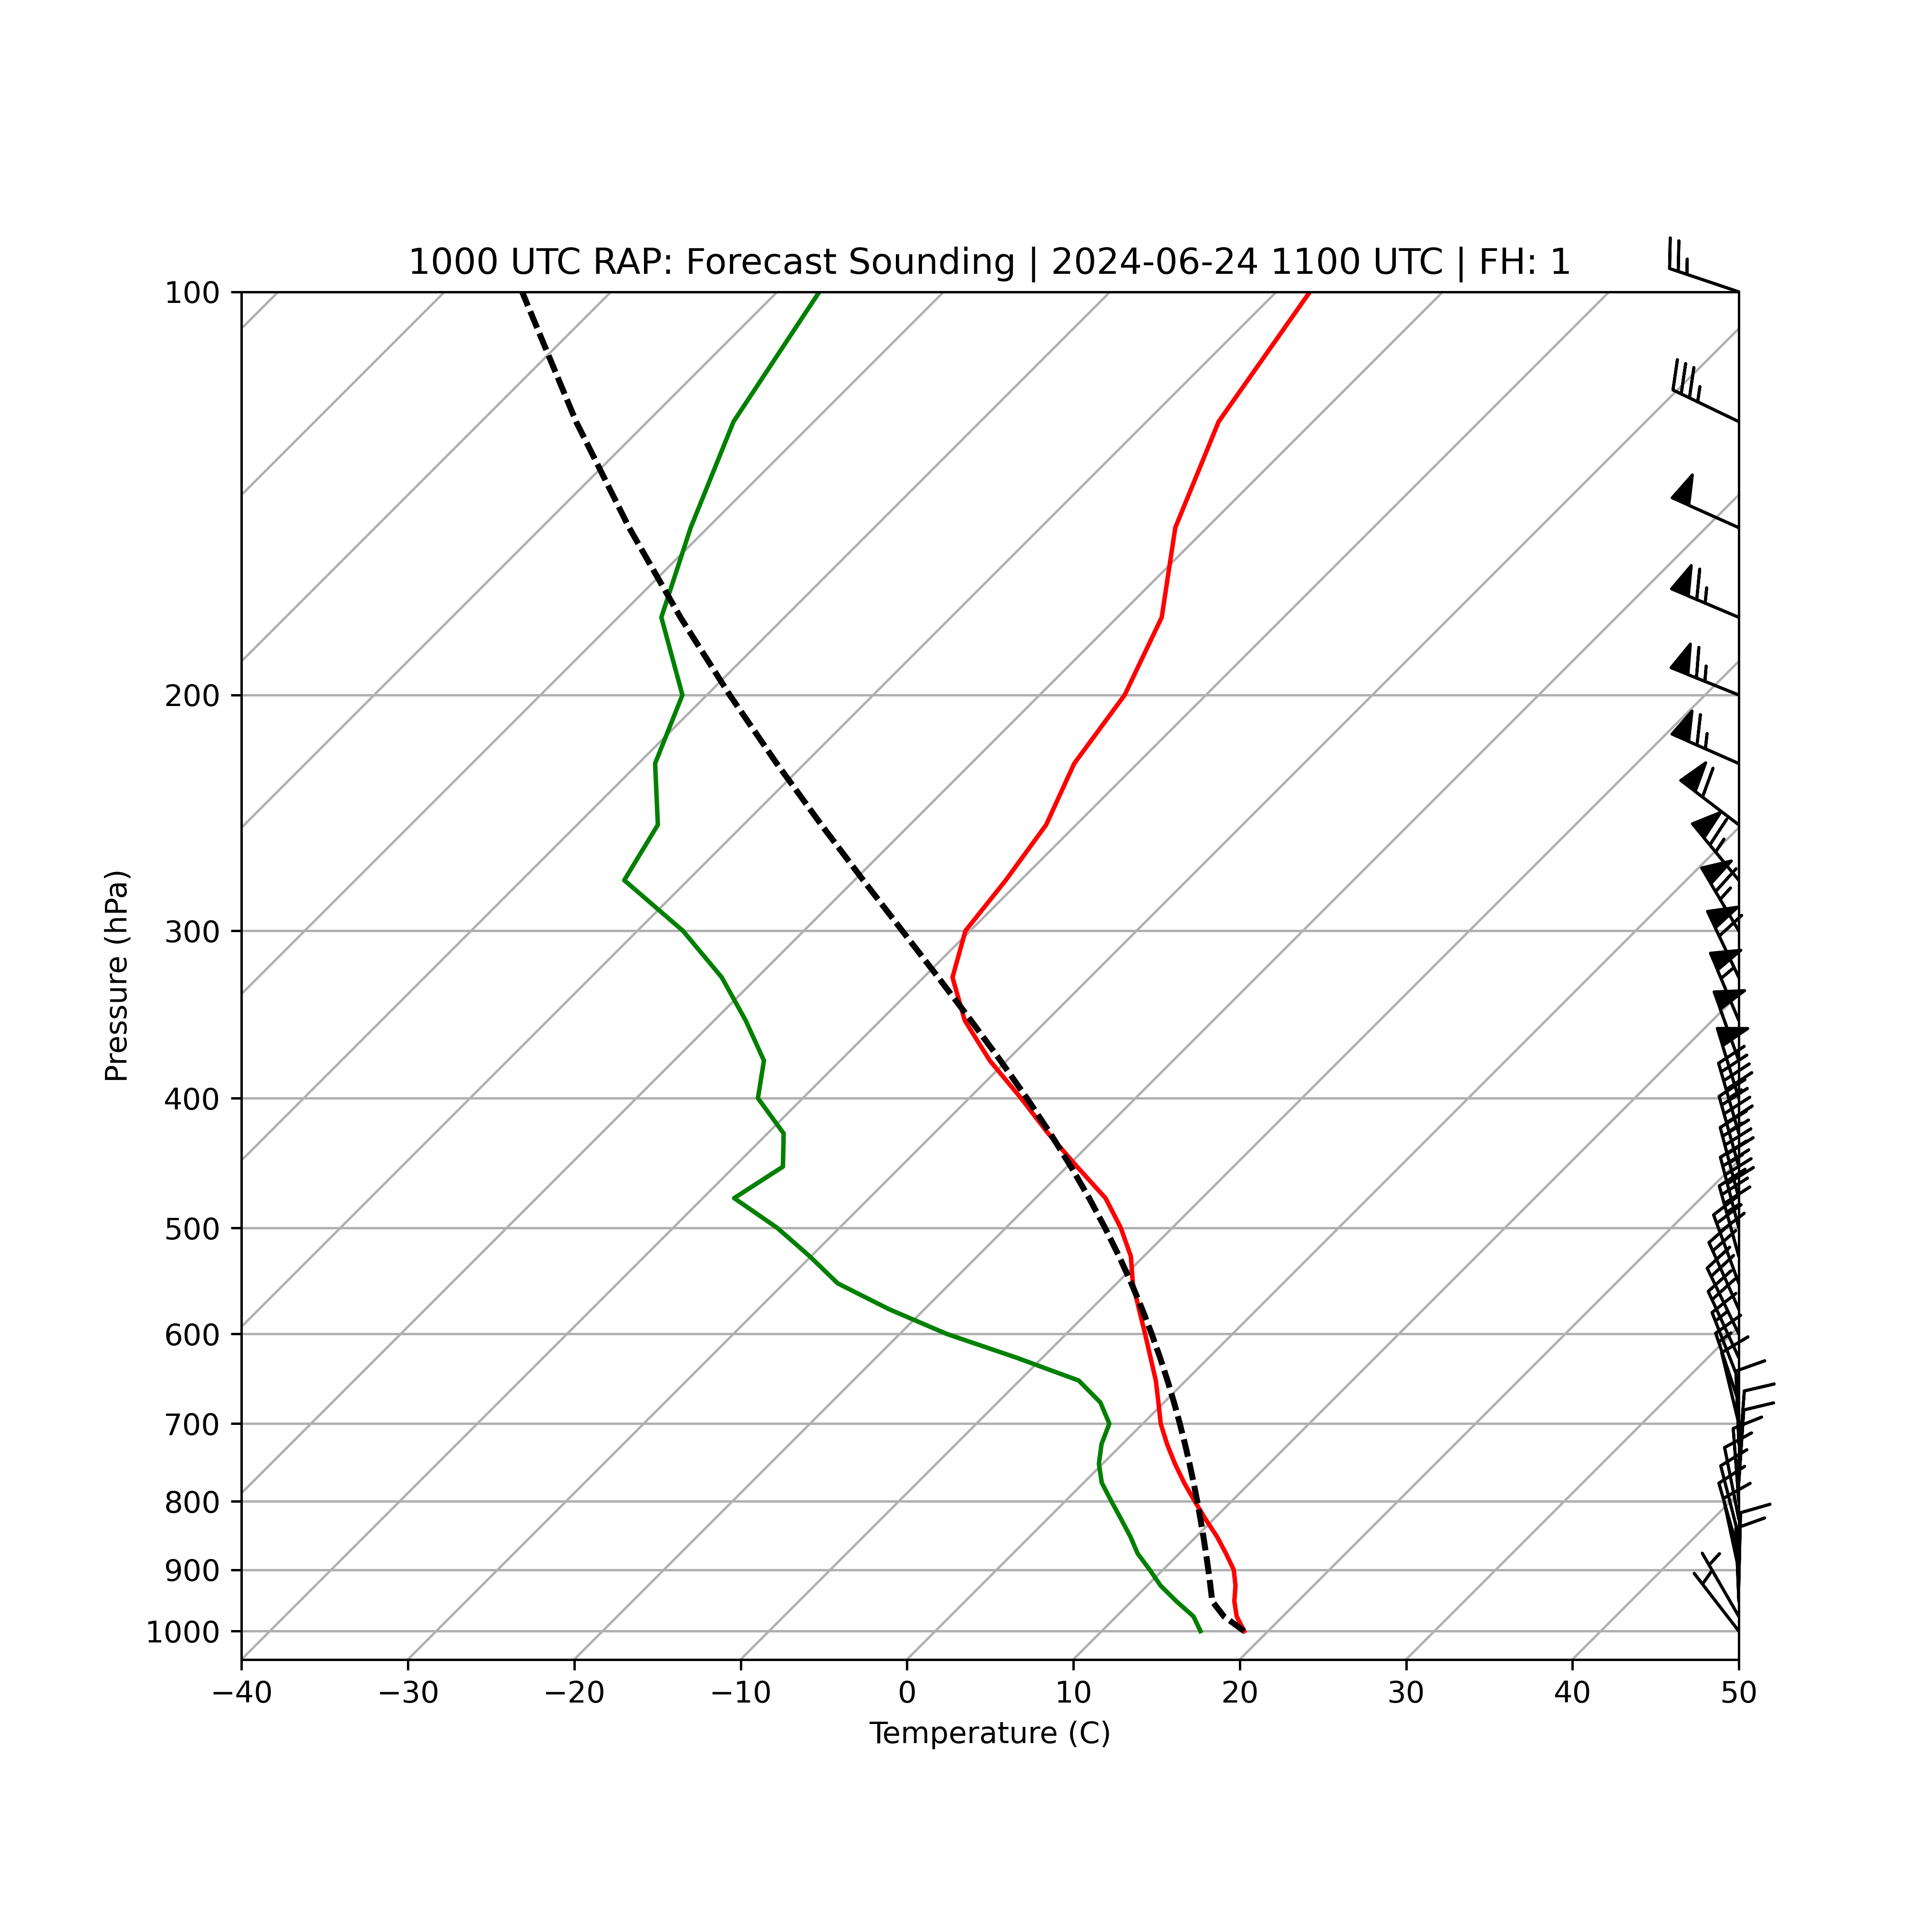 1000 UTC RAP: Forecast Sounding | 2024-06-24 1100 UTC | FH: 1
100
200
300
400
500
600
700
800
900
1000
Pressure (hPa)
−40 −30 −20 −10 0 10 20 30 40 50
Temperature (C)